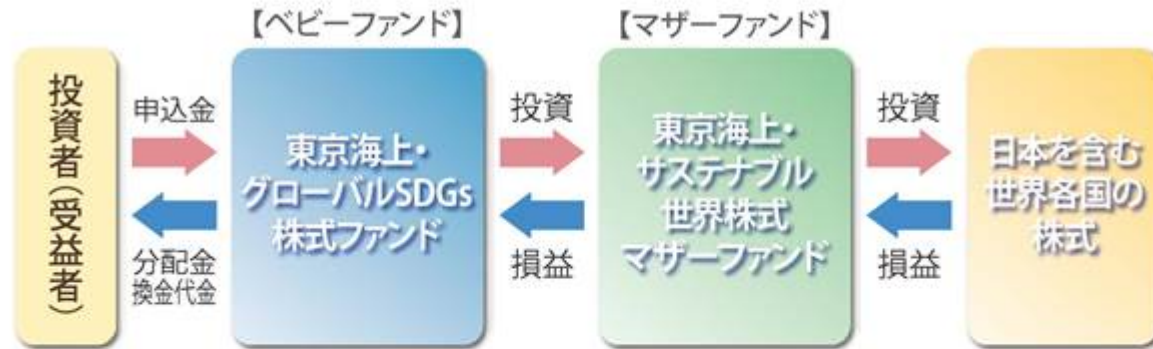 【ベビーファンド】
【マザーファンド】
投資者(受益者)
申込金
分配金
換金代金
東京海上・
グローバルSDGs
株式ファンド
投資
損益
東京海上・
サステナブル
世界株式
マザーファンド
投資
損益
日本を含む
世界各国の
株式